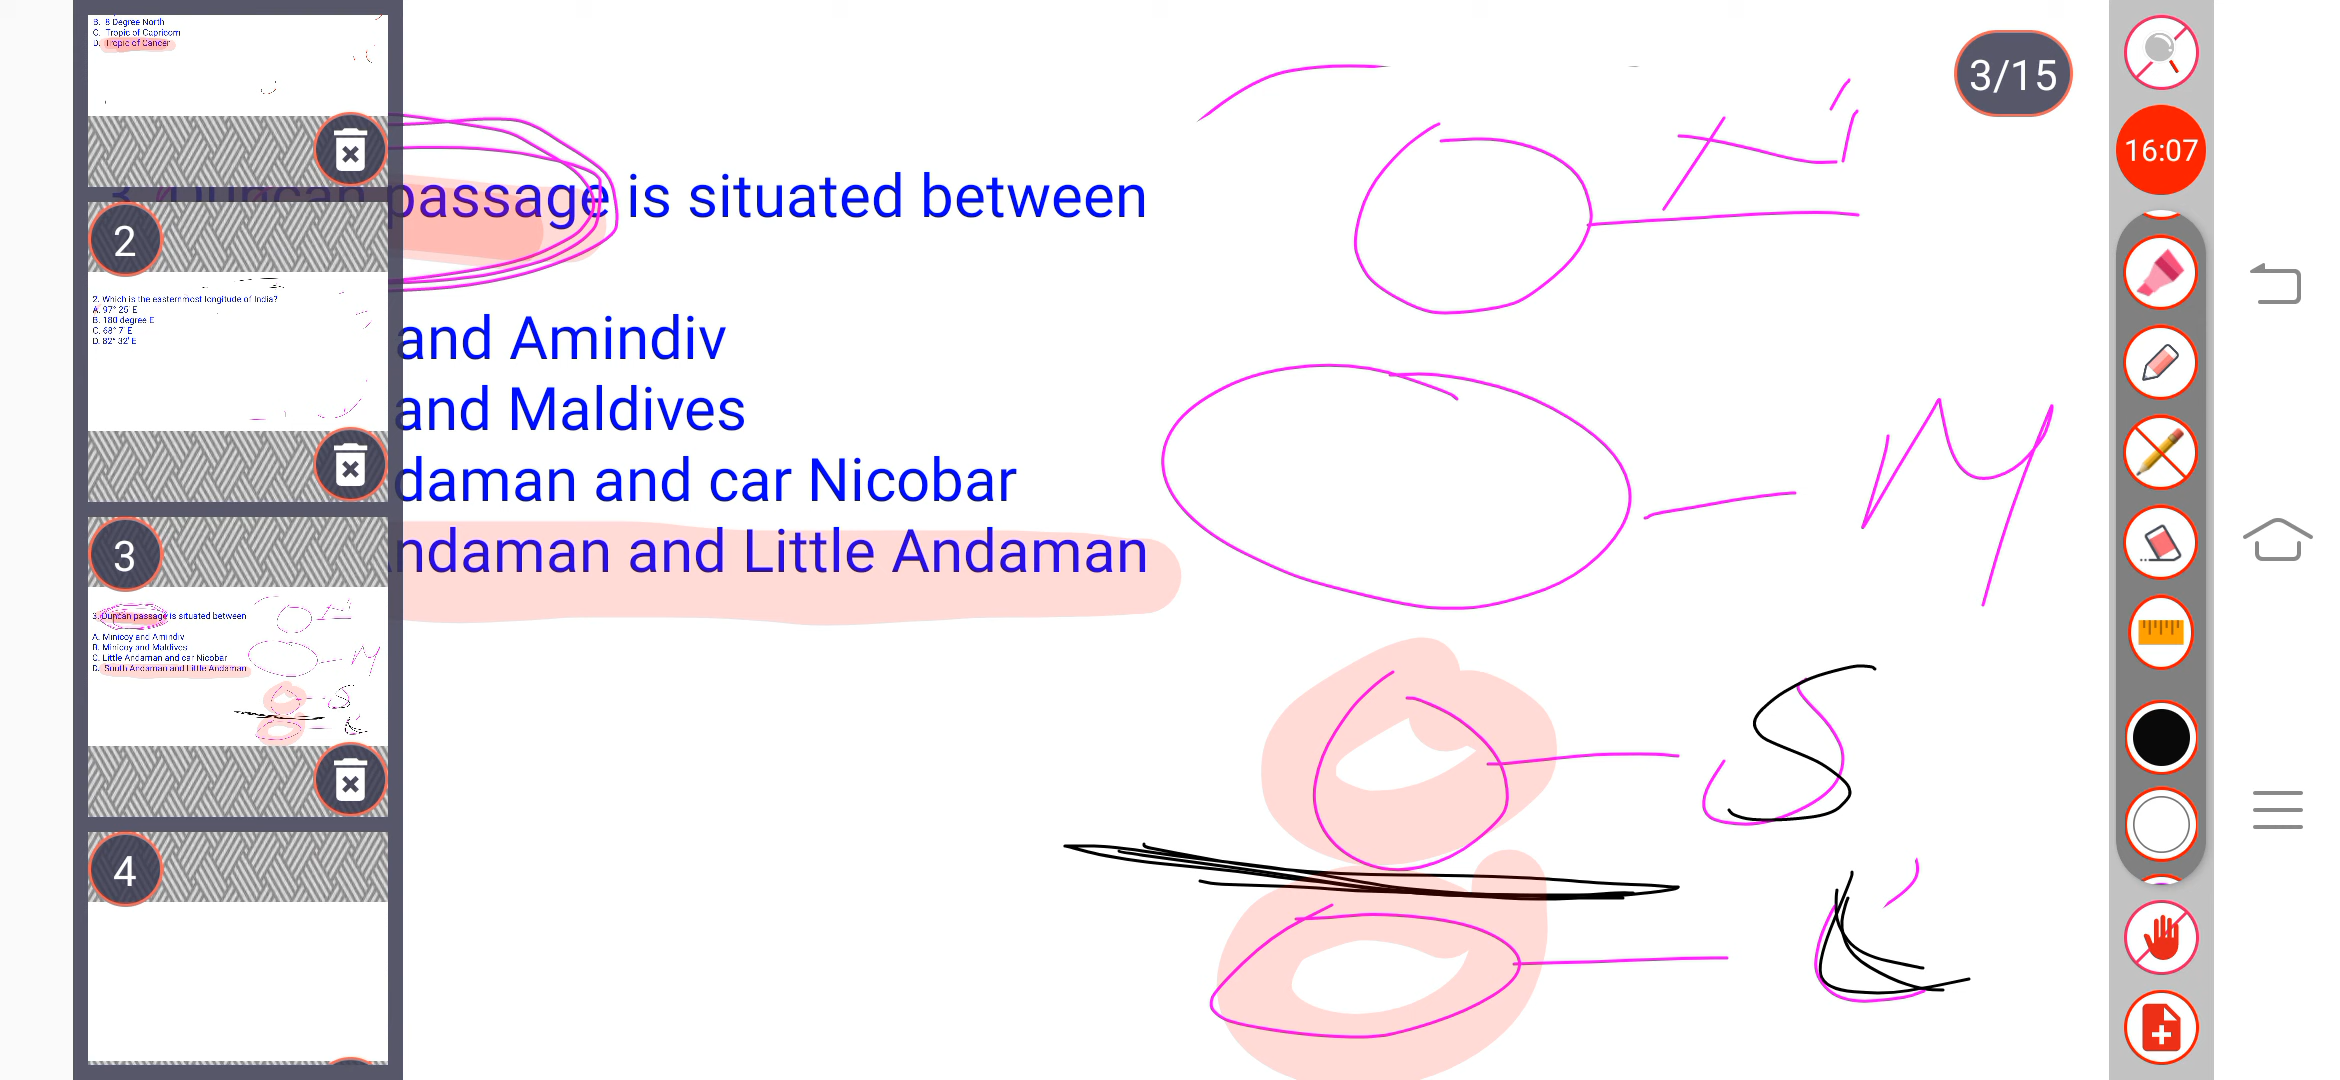 B. 8 Degree North
C. Tropic of Capricorn
D. Tropic of Cancer
2
2. Which is the easternmost longitude of India?
A. 97° 25' E
B. 180 degree E
C. 68° 7' E
D. 82° 32' E
3
3. Duncan passage is situated between
A. Minicoy and Amindiv
B. Minicoy and Maldives
C. Little Andaman and car Nicobar
D. South Andaman and Little Andaman
4
3. Duncan passage is situated between
and Amindiv
and Maldives
daman and car Nicobar
ndaman and Little Andaman
N
M
S
L
3/15
16:07